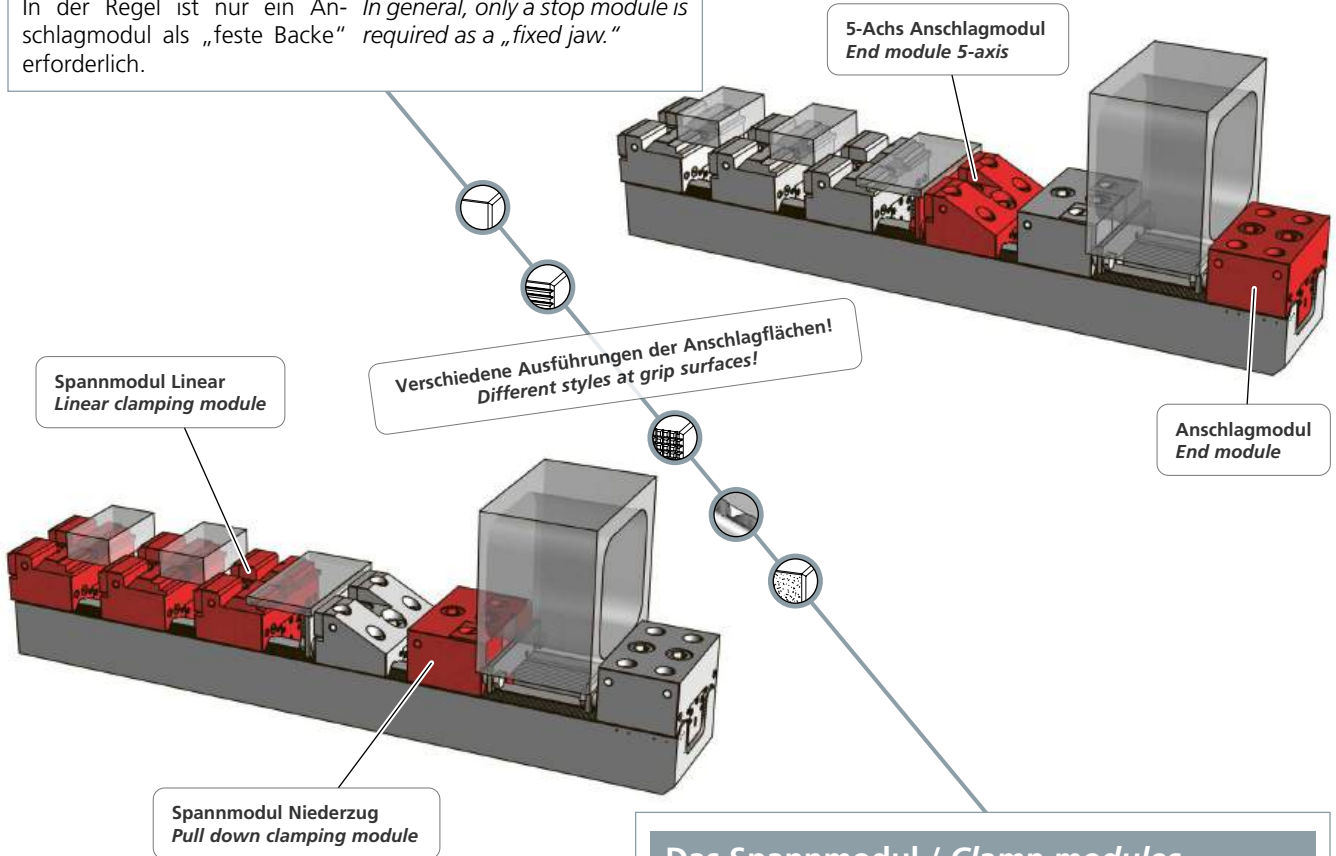 In der Regel ist nur ein An-
schlagmodul als „feste Backe“
erforderlich.
In general, only a stop module is
required as a „fixed jaw.“
5-Achs Anschlagmodul
End module 5-axis
Verschiedene Ausführungen der Anschlagflächen!
Different styles at grip surfaces!
Spannmodul Linear
Linear clamping module
Anschlagmodul
End module
Spannmodul Niederzug
Pull down clamping module
Das Spannmodul / Clamp modules